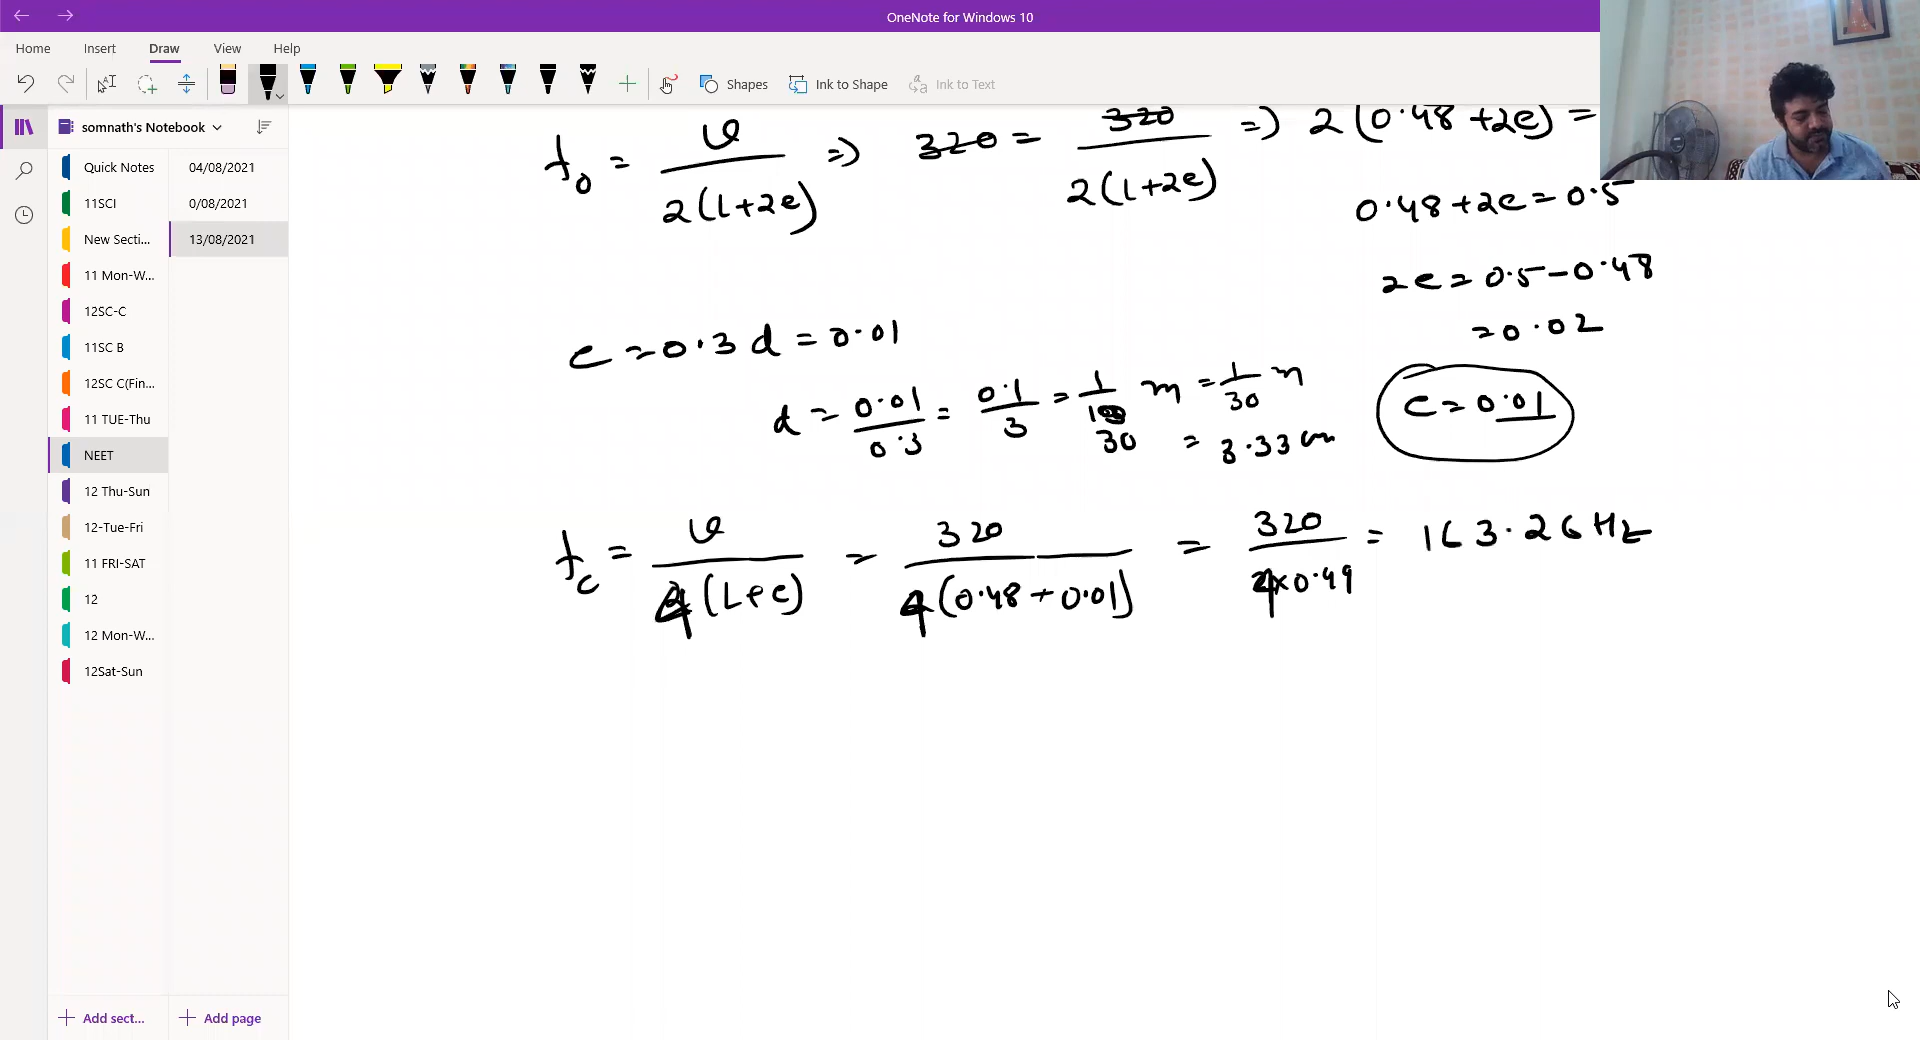 OneNote for Windows 10
Home Insert Draw View Help
Shapes Ink to Shape Ink to Text
somnath's Notebook
Quick Notes
11SCI
New Secti...
11 Mon-W...
12SC-C
11SC B
12SC C(Fin...
11 TUE-Thu
NEET
12 Thu-Sun
12-Tue-Fri
11 FRI-SAT
12
12 Mon-W...
12Sat-Sun
Add sect...
04/08/2021
0/08/2021
13/08/2021
Add page
f₀ = v / 2(L+2e) => 320 = 320 / 2(L+2e) => 2(0.48+2e) =
0.48+2e = 0.5
2e = 0.5-0.48
= 0.02
e = 0.01
e = 0.3 d = 0.01
d = 0.01/0.3 = 0.1/3 = 1/30 m = 1/30 m
= 3.33 cm
f_c = v / 4(L+e) = 320 / 4(0.48+0.01) = 320 / 4×0.49 = 163.26 Hz